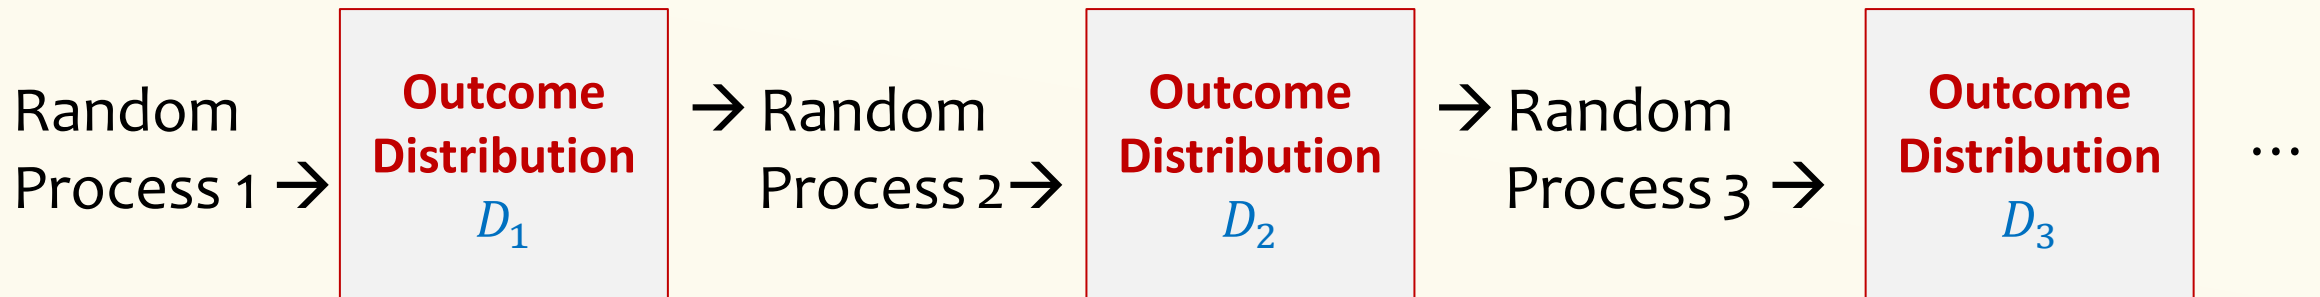 Random
Process 1 →
Outcome
Distribution
D₁
→ Random
Process 2→
Outcome
Distribution
D₂
→ Random
Process 3 →
Outcome
Distribution
D₃
…